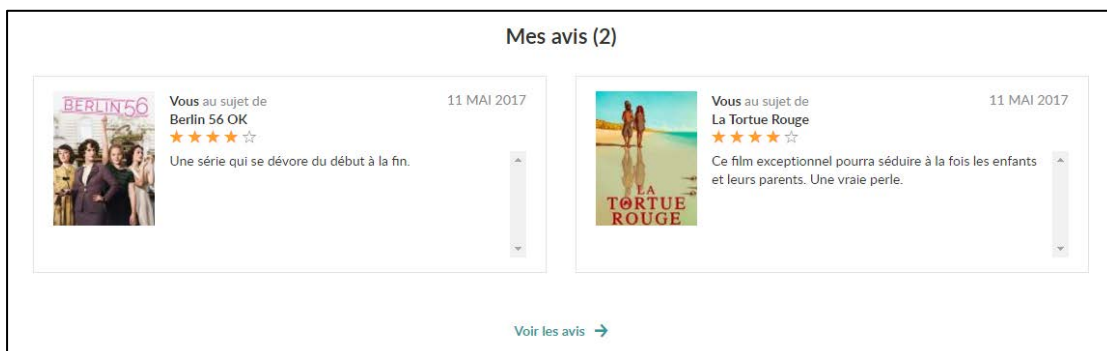 Mes avis (2)
BERLIN 56
Vous au sujet de
11 MAI 2017
Berlin 56 OK
Une série qui se dévore du début à la fin.
LA
TORTUE
ROUGE
Vous au sujet de
11 MAI 2017
La Tortue Rouge
Ce film exceptionnel pourra séduire à la fois les enfants
et leurs parents. Une vraie perle.
Voir les avis →